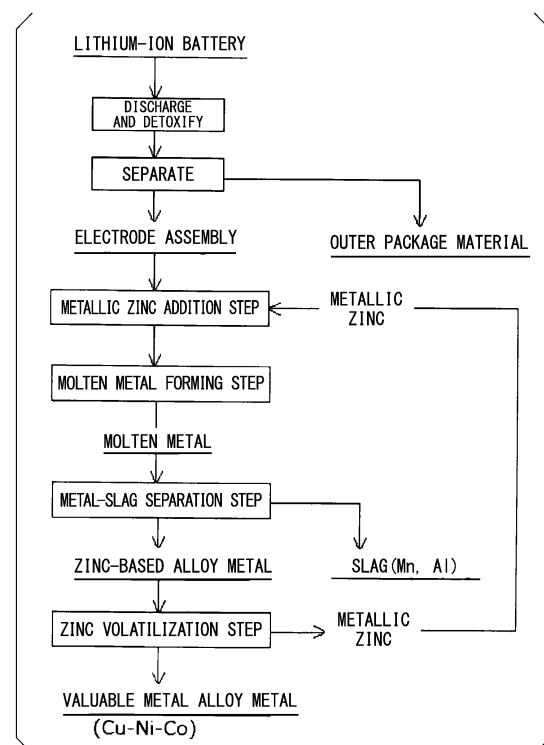 LITHIUM-ION BATTERY
DISCHARGE
AND DETOXIFY
SEPARATE
ELECTRODE ASSEMBLY
OUTER PACKAGE MATERIAL
METALLIC ZINC ADDITION STEP
METALLIC
ZINC
MOLTEN METAL FORMING STEP
MOLTEN METAL
METAL-SLAG SEPARATION STEP
ZINC-BASED ALLOY METAL
SLAG(Mn, Al)
ZINC VOLATILIZATION STEP
METALLIC
ZINC
VALUABLE METAL ALLOY METAL
(Cu-Ni-Co)